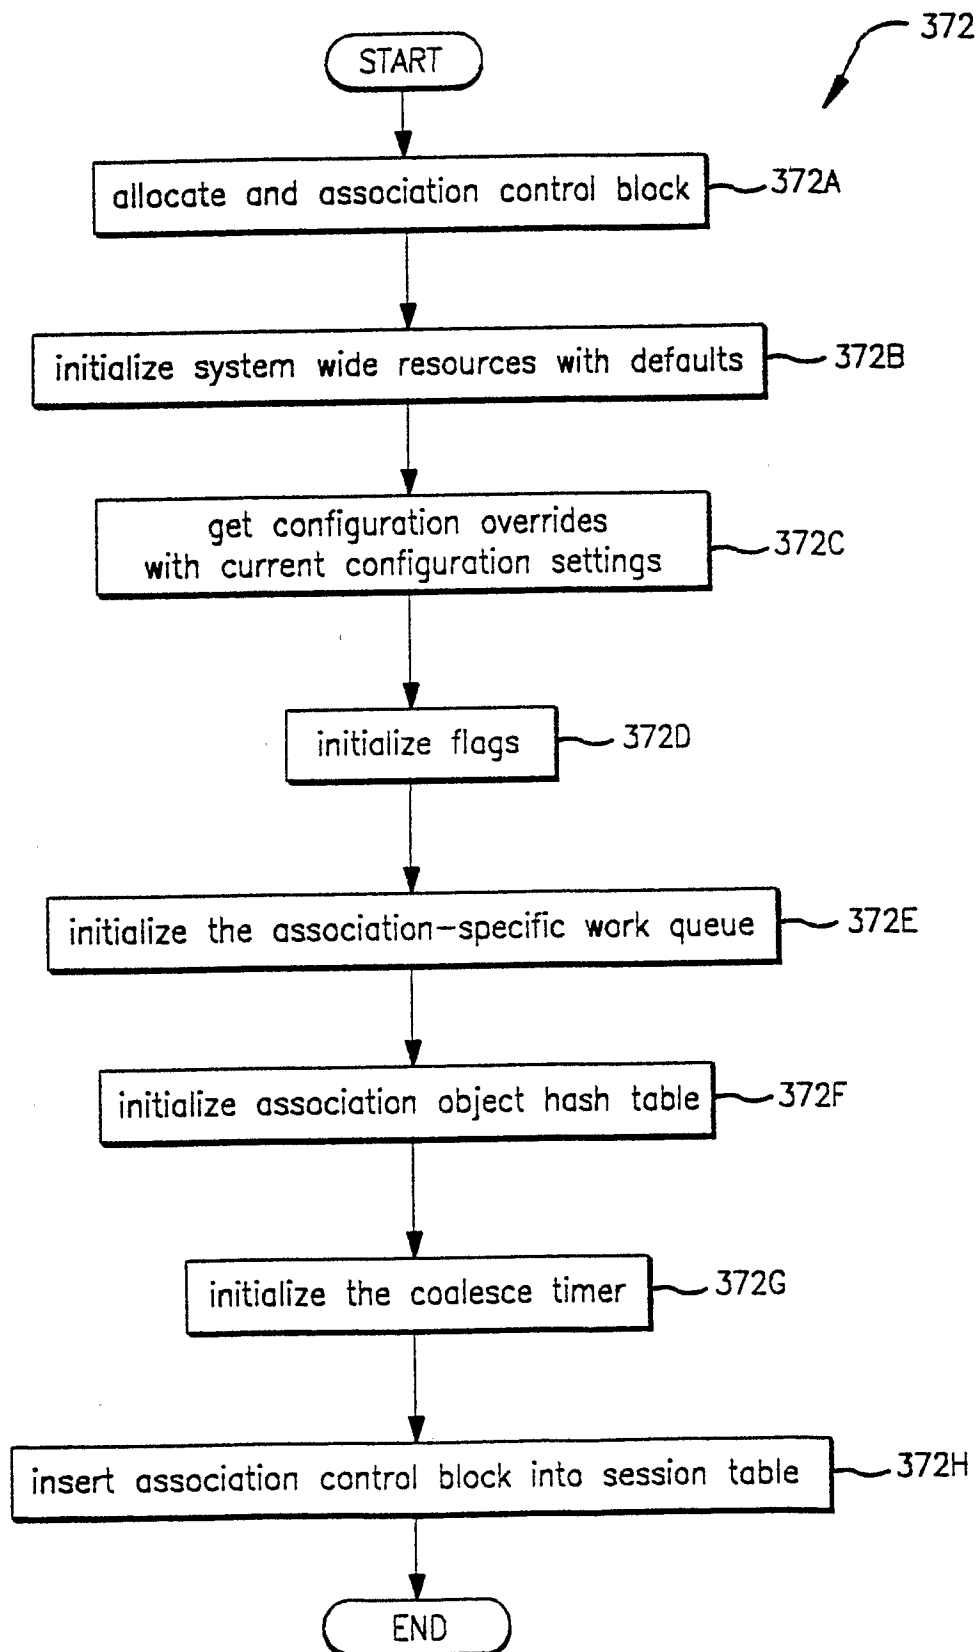 372
START
allocate and association control block
372A
initialize system wide resources with defaults
372B
get configuration overrides
with current configuration settings
372C
initialize flags
372D
initialize the association-specific work queue
372E
initialize association object hash table
372F
initialize the coalesce timer
372G
insert association control block into session table
372H
END